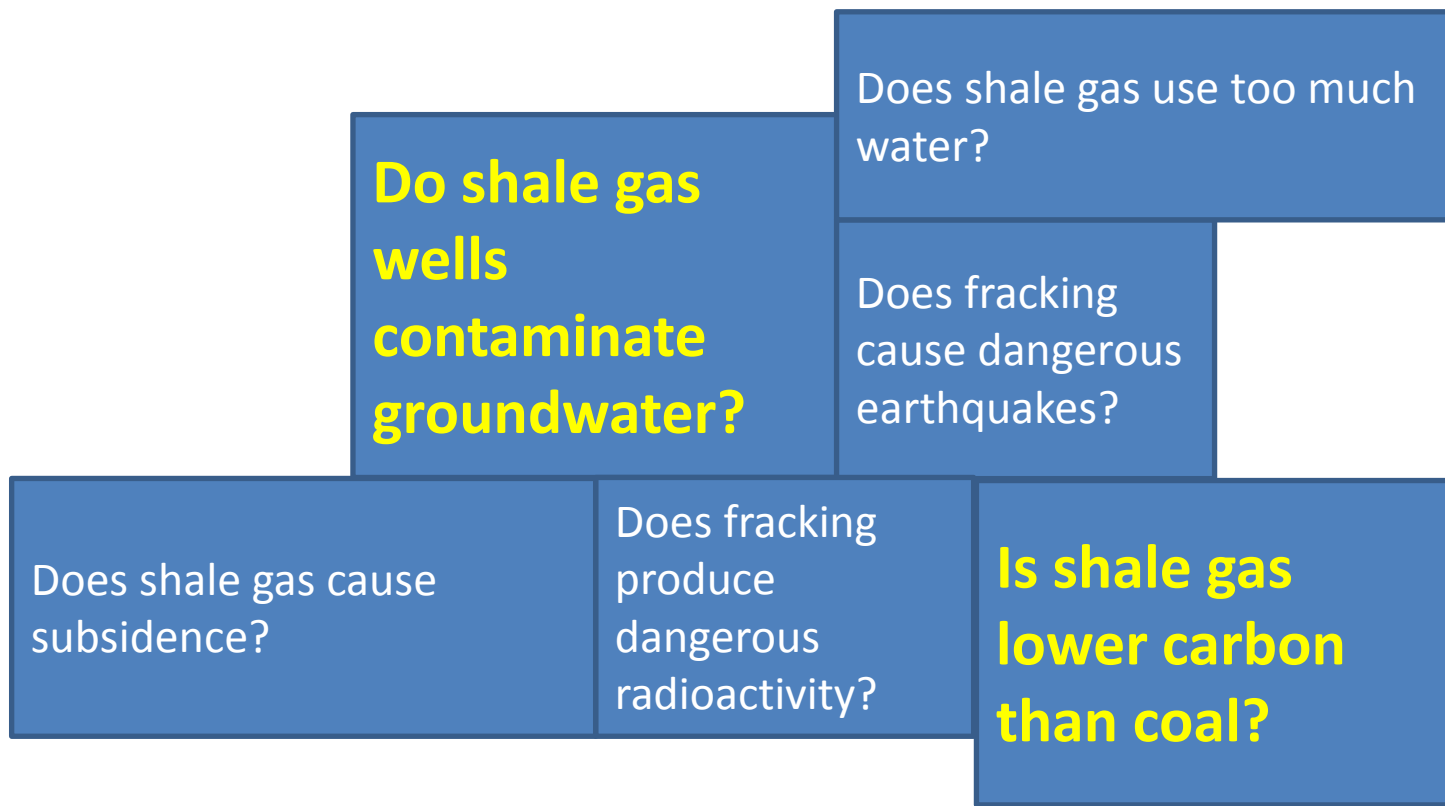 Does shale gas use too much
water?
Do shale gas
wells
contaminate
groundwater?
Does fracking
cause dangerous
earthquakes?
Does shale gas cause
subsidence?
Does fracking
produce
dangerous
radioactivity?
Is shale gas
lower carbon
than coal?